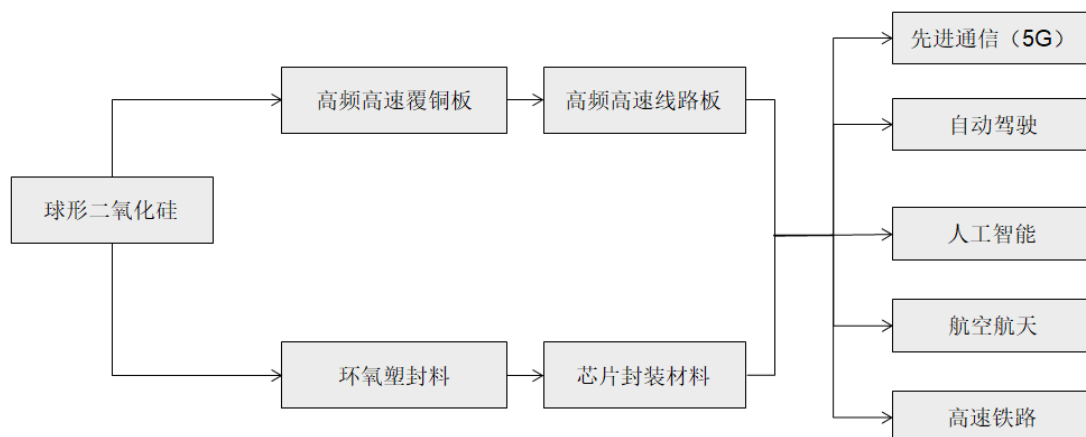 先进通信（5G）
高频高速覆铜板
高频高速线路板
自动驾驶
球形二氧化硅
人工智能
航空航天
环氧塑封料
芯片封装材料
高速铁路